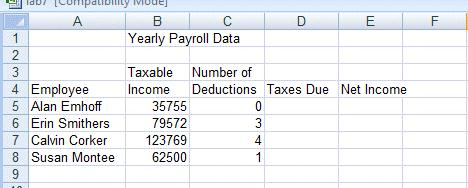 Tab7 [Compatibility Mode]
A B C D E F
1 Yearly Payroll Data
2
3 Taxable Number of
4 Employee Income Deductions Taxes Due Net Income
5 Alan Emhoff 35755 0
6 Erin Smithers 79572 3
7 Calvin Corker 123769 4
8 Susan Montee 62500 1
9